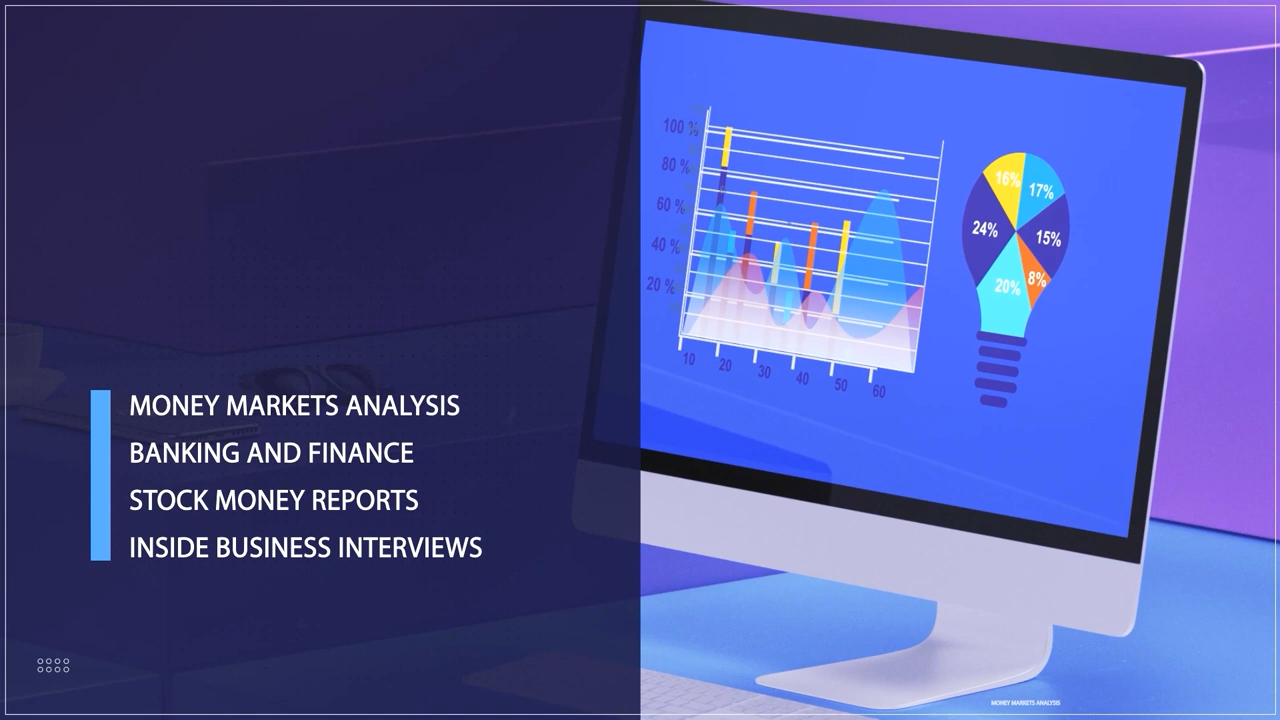 MONEY MARKETS ANALYSIS
BANKING AND FINANCE
STOCK MONEY REPORTS
INSIDE BUSINESS INTERVIEWS
100 %
80 %
60 %
40 %
20 %
10 20 30 40 50 60
16% 17%
24% 15%
20% 8%
MONEY MARKETS ANALYSIS